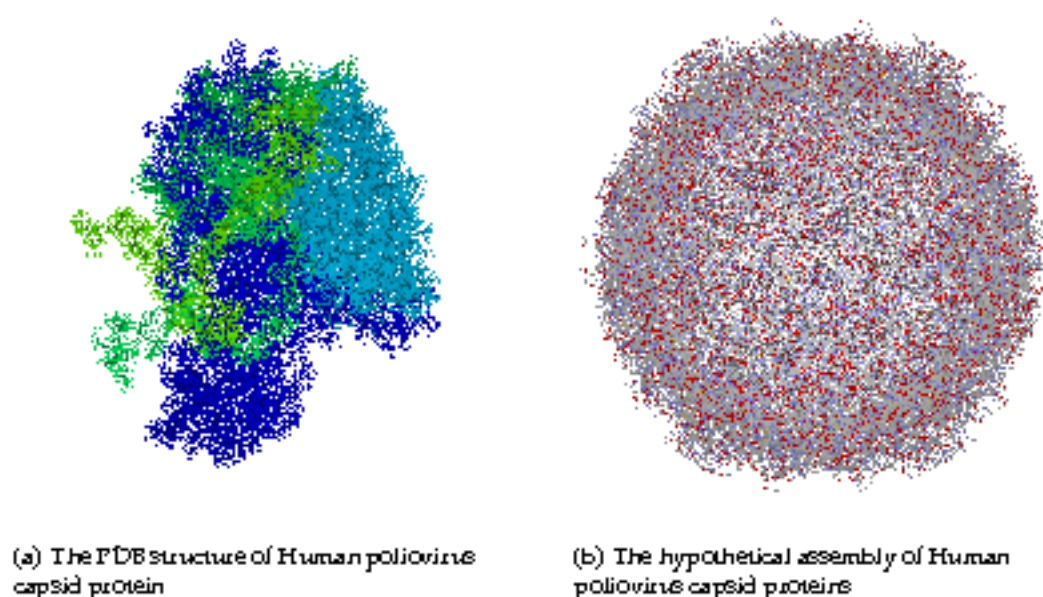 (a) The PDB structure of Human poliovirus
capsid protein
(b) The hypothetical assembly of Human
poliovirus capsid proteins